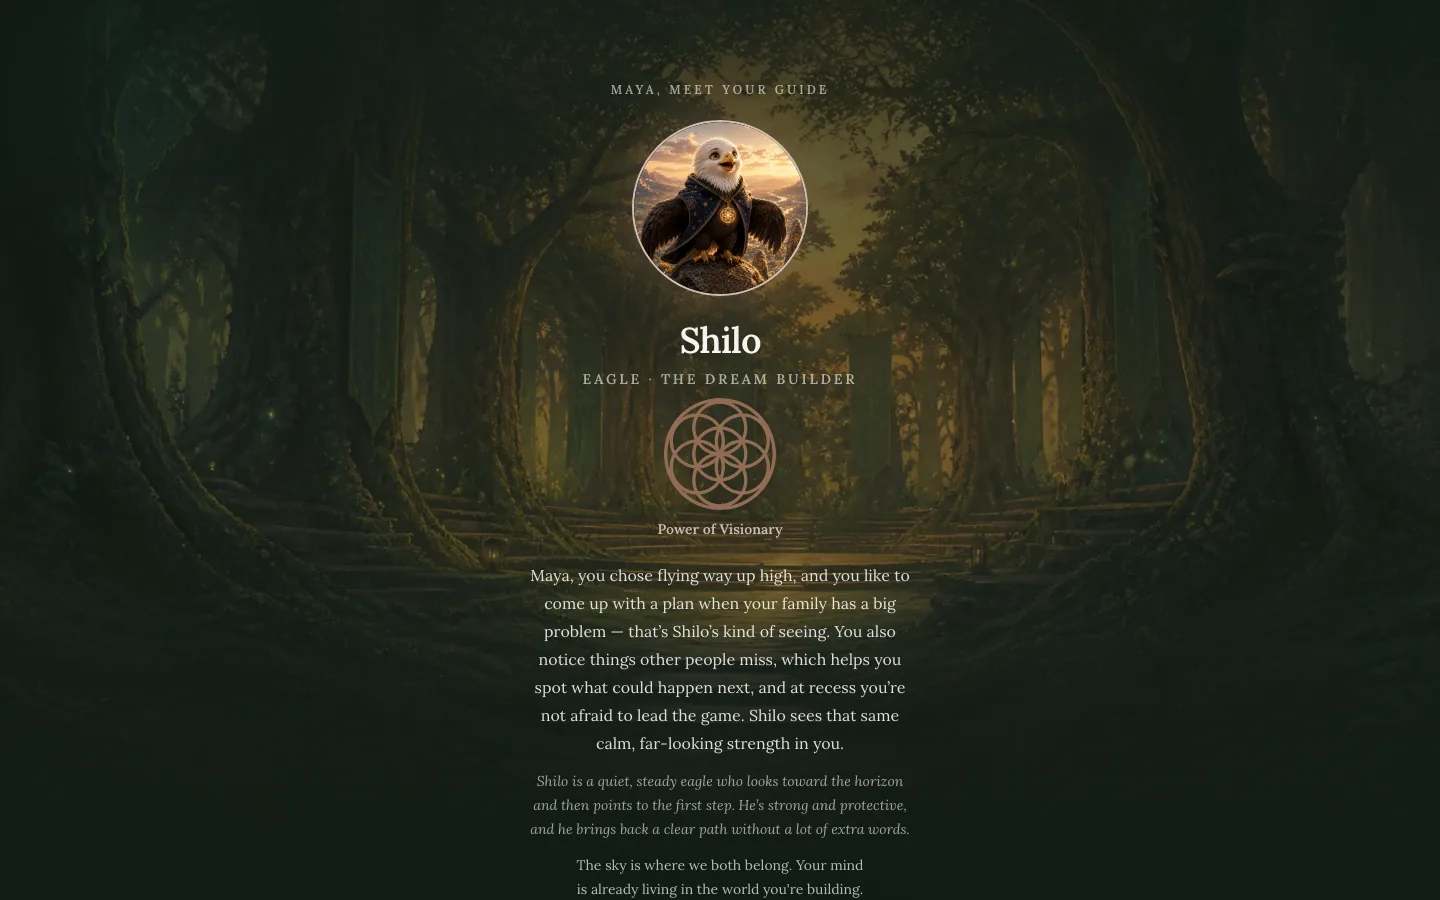 MAYA, MEET YOUR GUIDE
Shilo
EAGLE · THE DREAM BUILDER
Power of Visionary
Maya, you chose flying way up high, and you like to
come up with a plan when your family has a big
problem — that’s Shilo’s kind of seeing. You also
notice things other people miss, which helps you
spot what could happen next, and at recess you’re
not afraid to lead the game. Shilo sees that same
calm, far-looking strength in you.
Shilo is a quiet, steady eagle who looks toward the horizon
and then points to the first step. He’s strong and protective,
and he brings back a clear path without a lot of extra words.
The sky is where we both belong. Your mind
is already living in the world you're building.